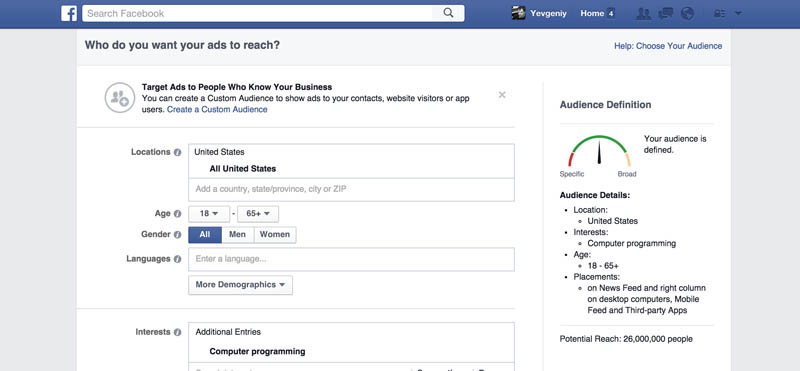 f
Search Facebook
Yevgeniy
Home 4
Who do you want your ads to reach?
Help: Choose Your Audience
Target Ads to People Who Know Your Business
You can create a Custom Audience to show ads to your contacts, website visitors or app
users. Create a Custom Audience
Locations
United States
All United States
Add a country, state/province, city or ZIP
Age
18 - 65+
Gender
All Men Women
Languages
Enter a language...
More Demographics
Interests
Additional Entries
Computer programming
Audience Definition
Your audience is
defined.
Specific Broad
Audience Details:
• Location:
United States
• Interests:
Computer programming
• Age:
18 - 65+
• Placements:
on News Feed and right column
on desktop computers, Mobile
Feed and Third-party Apps
Potential Reach: 26,000,000 people